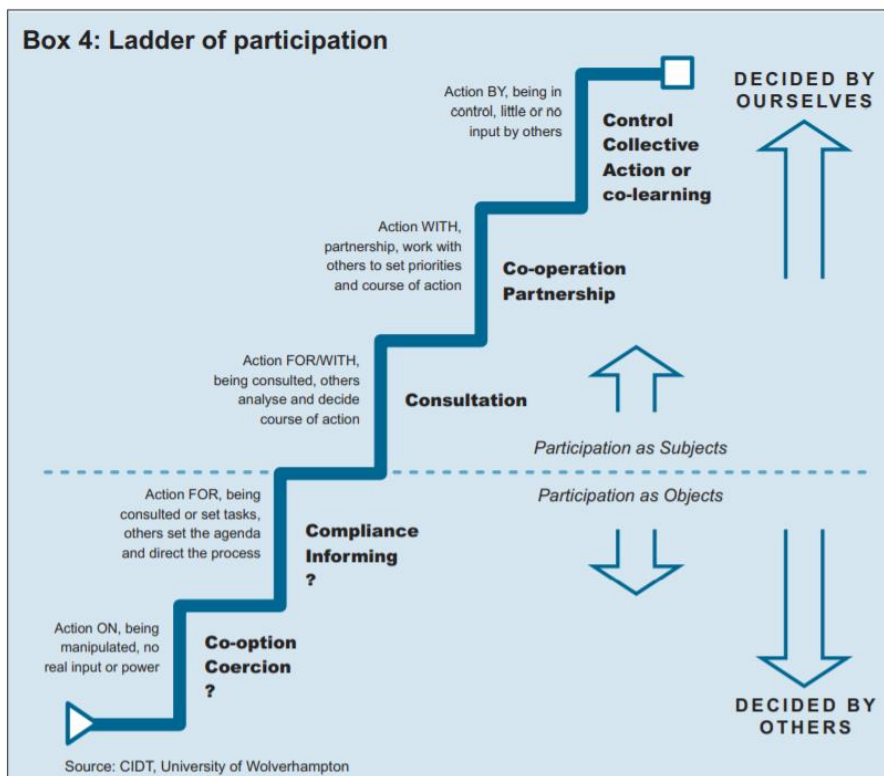 Box 4: Ladder of participation
Action BY, being in
control, little or no
input by others
Control
Collective
Action or
co-learning
DECIDED BY
OURSELVES
Action WITH,
partnership, work with
others to set priorities
and course of action
Co-operation
Partnership
Action FOR/WITH,
being consulted, others
analyse and decide
course of action
Consultation
Participation as Subjects
Participation as Objects
Action FOR, being
consulted or set tasks,
others set the agenda
and direct the process
Compliance
Informing
?
Action ON, being
manipulated, no
real input or power
Co-option
Coercion
?
DECIDED BY
OTHERS
Source: CIDT, University of Wolverhampton